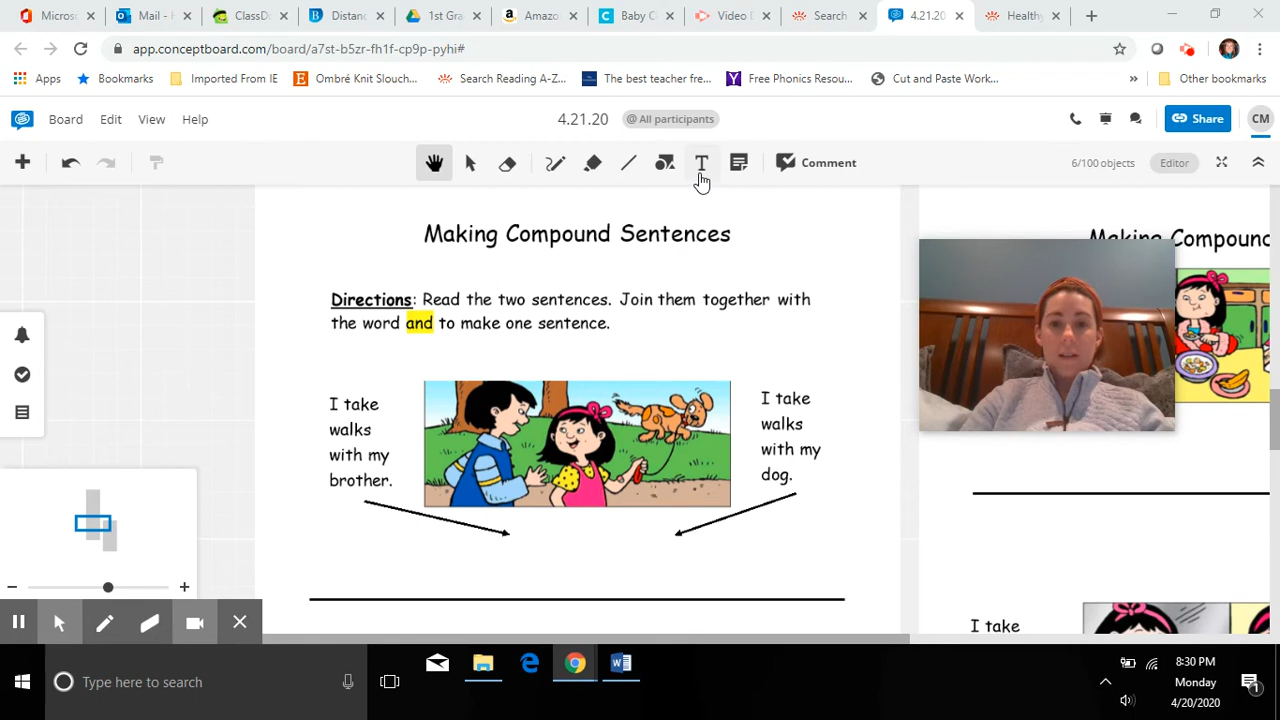 Microso
Mail -
ClassDo
Distanc
1st Gra
Amazo
Baby C
Video D
Search
4.21.20
Healthy
app.conceptboard.com/board/a7st-b5zr-fh1f-cp9p-pyhi#
Apps
Bookmarks
Imported From IE
Ombré Knit Slouch...
Search Reading A-Z...
The best teacher fre...
Free Phonics Resou...
Cut and Paste Work...
»
Other bookmarks
Board
Edit
View
Help
4.21.20
@ All participants
Share
CM
T
Comment
6/100 objects
Editor
Making Compound Sentences
Directions: Read the two sentences. Join them together with
the word and to make one sentence.
I take
walks
with my
brother.
I take
walks
with my
dog.
Making Compound
I take
Type here to search
8:30 PM
Monday
4/20/2020
1